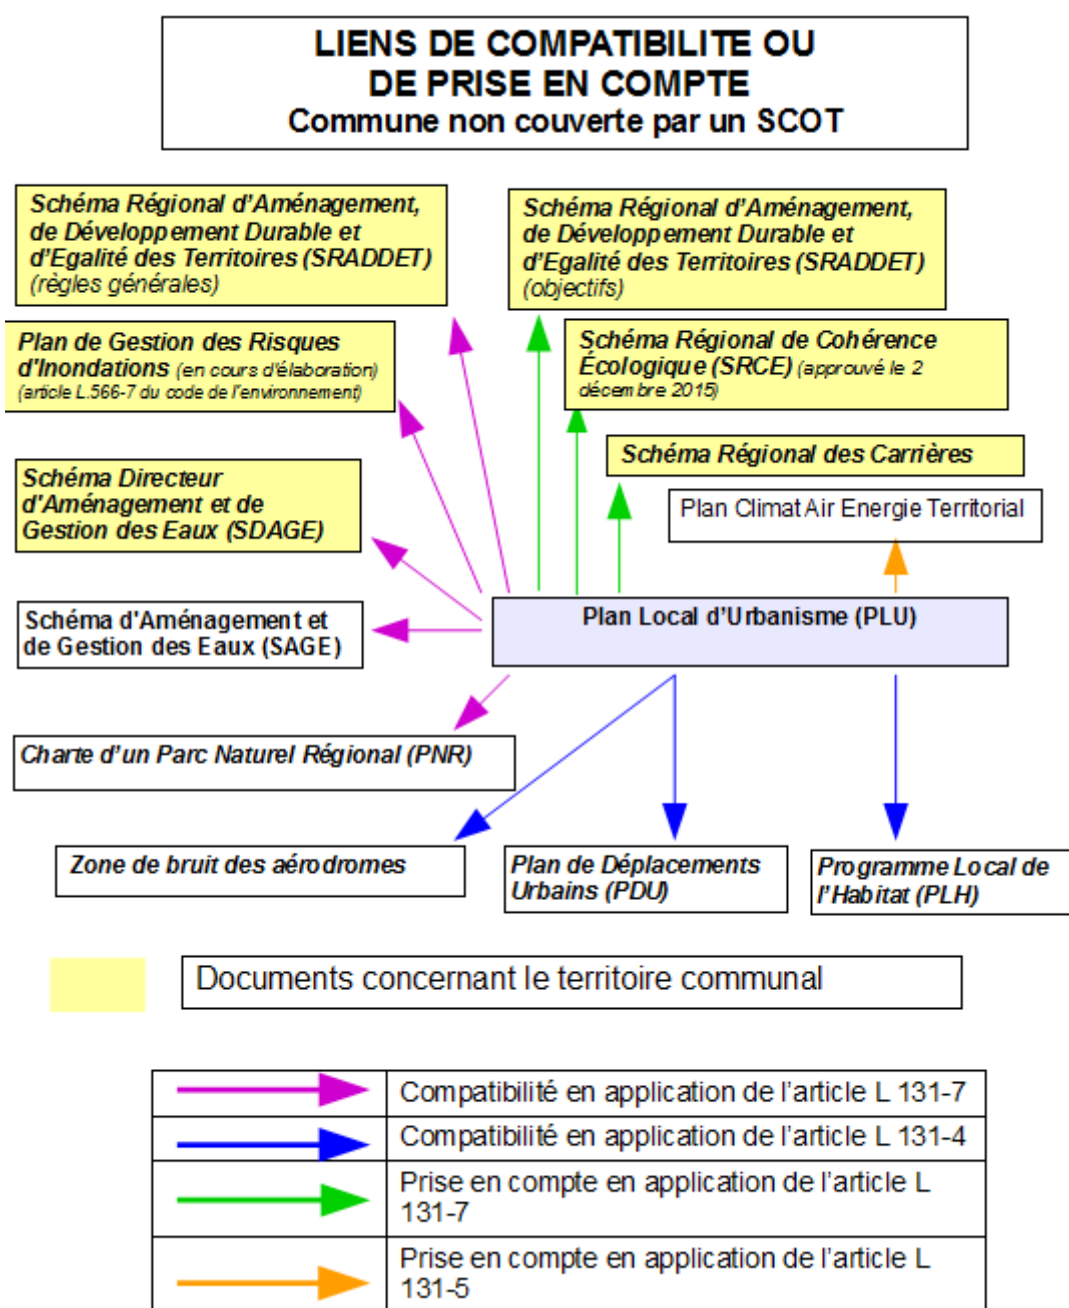 LIENS DE COMPATIBILITE OU
DE PRISE EN COMPTE
Commune non couverte par un SCOT
Schéma Régional d'Aménagement,
de Développement Durable et
d'Egalité des Territoires (SRADDET)
(règles générales)
Schéma Régional d'Aménagement,
de Développement Durable et
d'Egalité des Territoires (SRADDET)
(objectifs)
Plan de Gestion des Risques
d'Inondations (en cours d'élaboration)
(article L.566-7 du code de l'environnement)
Schéma Régional de Cohérence
Écologique (SRCE) (approuvé le 2
décembre 2015)
Schéma Régional des Carrières
Schéma Directeur
d'Aménagement et de
Gestion des Eaux (SDAGE)
Plan Climat Air Energie Territorial
Schéma d'Aménagement et
de Gestion des Eaux (SAGE)
Plan Local d'Urbanisme (PLU)
Charte d'un Parc Naturel Régional (PNR)
Zone de bruit des aérodromes
Plan de Déplacements
Urbains (PDU)
Programme Local de
l'Habitat (PLH)
Documents concernant le territoire communal
Compatibilité en application de l'article L 131-7
Compatibilité en application de l'article L 131-4
Prise en compte en application de l'article L
131-7
Prise en compte en application de l'article L
131-5